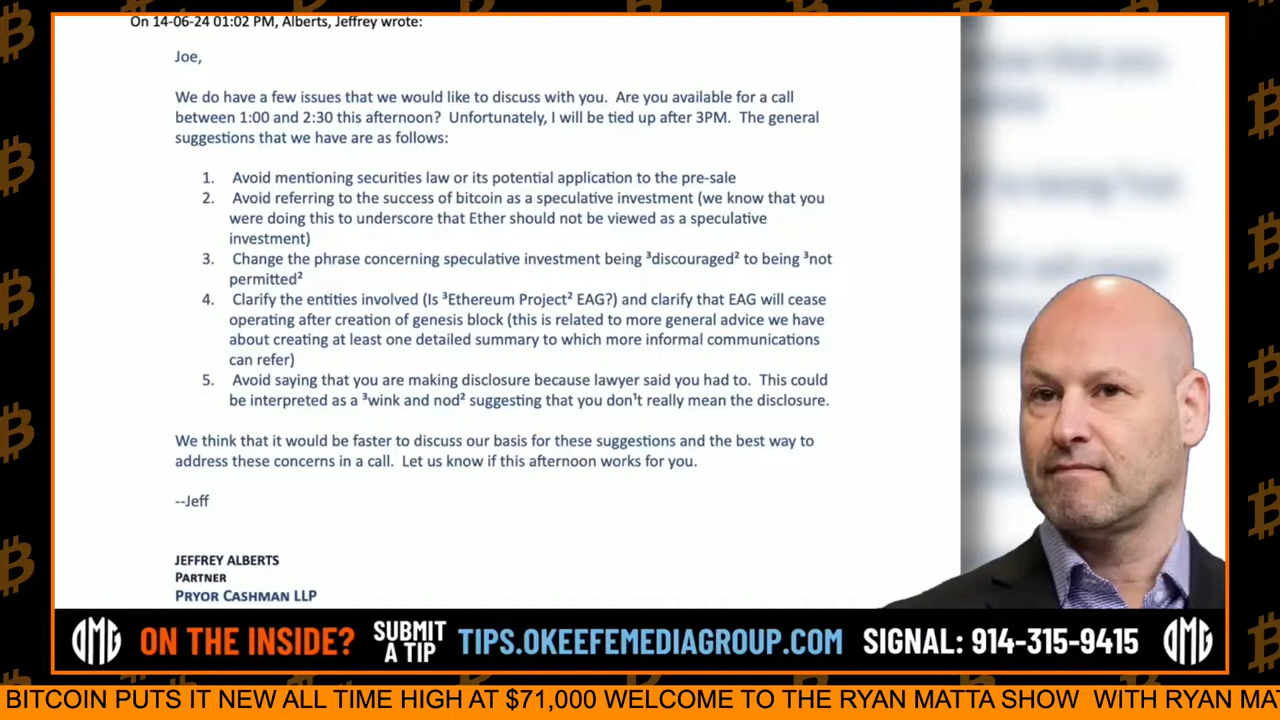 On 14-06-24 01:02 PM, Alberts, Jeffrey wrote:
Joe,
We do have a few issues that we would like to discuss with you. Are you available for a call
between 1:00 and 2:30 this afternoon? Unfortunately, I will be tied up after 3PM. The general
suggestions that we have are as follows:
1. Avoid mentioning securities law or its potential application to the pre-sale
2. Avoid referring to the success of bitcoin as a speculative investment (we know that you
were doing this to underscore that Ether should not be viewed as a speculative
investment)
3. Change the phrase concerning speculative investment being ³discouraged² to being ³not
permitted²
4. Clarify the entities involved (Is ³Ethereum Project² EAG?) and clarify that EAG will cease
operating after creation of genesis block (this is related to more general advice we have
about creating at least one detailed summary to which more informal communications
can refer)
5. Avoid saying that you are making disclosure because lawyer said you had to. This could
be interpreted as a ³wink and nod² suggesting that you don¹t really mean the disclosure.
We think that it would be faster to discuss our basis for these suggestions and the best way to
address these concerns in a call. Let us know if this afternoon works for you.
--Jeff
JEFFREY ALBERTS
PARTNER
PRYOR CASHMAN LLP
OMG ON THE INSIDE? SUBMIT A TIP TIPS.OKEEFEMEDIAGROUP.COM SIGNAL: 914-315-9415 OMG
BITCOIN PUTS IT NEW ALL TIME HIGH AT $71,000 WELCOME TO THE RYAN MATTA SHOW WITH RYAN MA